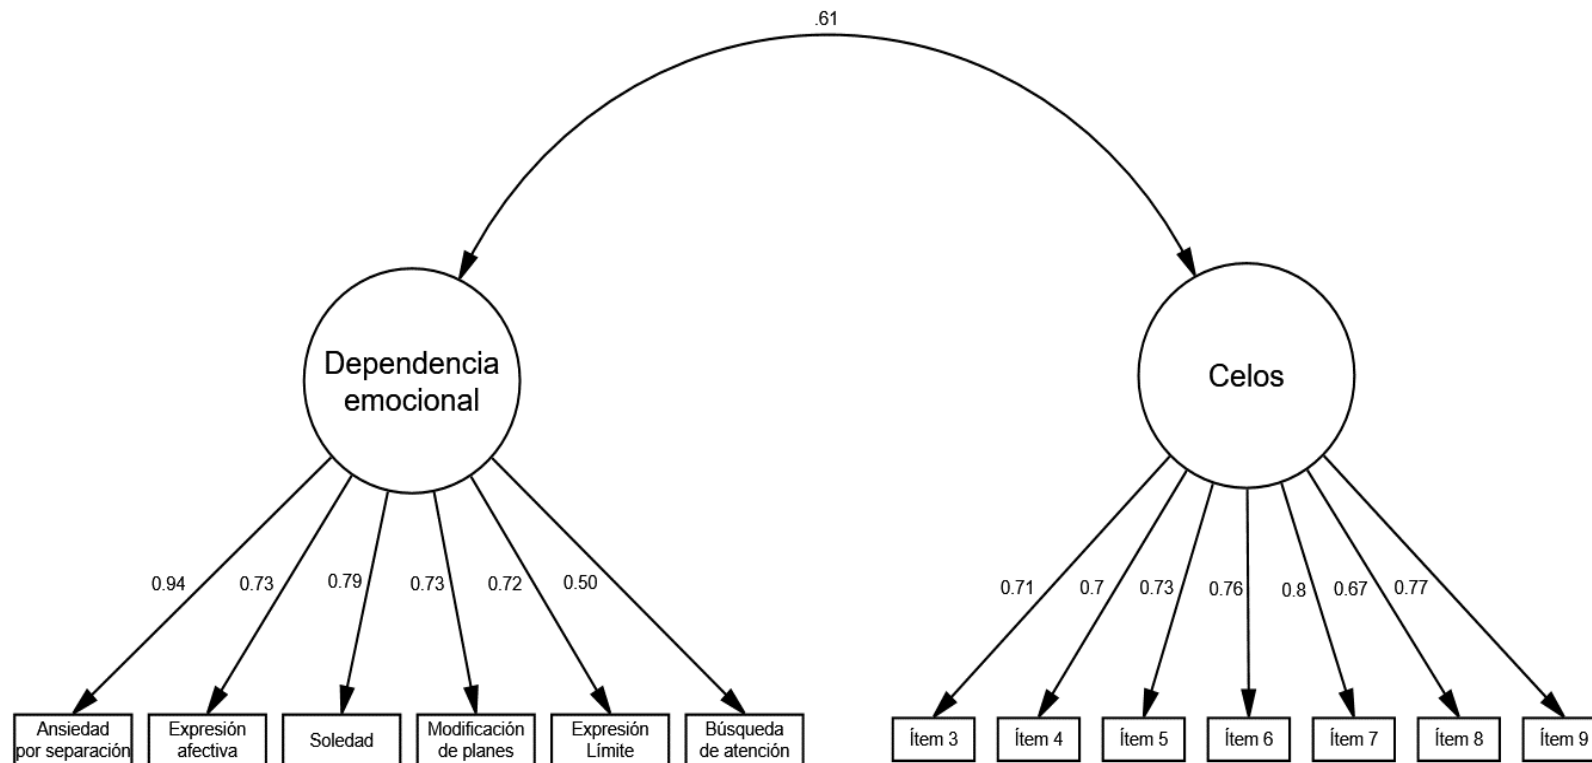 .61
Dependencia
emocional
Celos
0.94
0.73
0.79
0.73
0.72
0.50
0.71
0.7
0.73
0.76
0.8
0.67
0.77
Ansiedad
por separación
Expresión
afectiva
Soledad
Modificación
de planes
Expresión
Límite
Búsqueda
de atención
Ítem 3
Ítem 4
Ítem 5
Ítem 6
Ítem 7
Ítem 8
Ítem 9